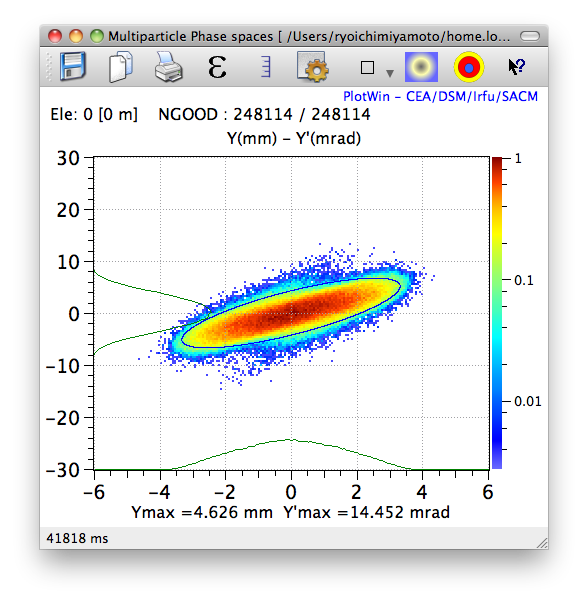 Multiparticle Phase spaces [ /Users/ryoichimiyamoto/home.lo...
ε
?
PlotWin - CEA/DSM/Irfu/SACM
Ele: 0 [0 m] NGOOD : 248114 / 248114
Y(mm) - Y'(mrad)
30
20
10
0
-10
-20
-30
1
0.1
0.01
-6 -4 -2 0 2 4 6
Ymax =4.626 mm Y'max =14.452 mrad
41818 ms